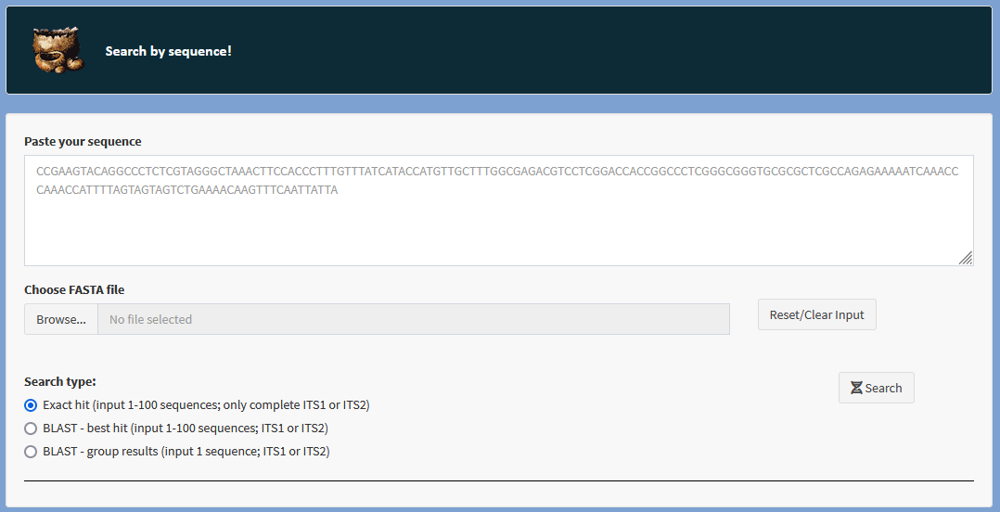 Search by sequence!
Paste your sequence
CCGAAGTACAGGCCCTCTCGTAGGGCTAAACTTCCACCCTTTGTTTATCATACCATGTTGCTTTGGCGAGACGTCCTCGGACCACCGGCCCTCGGGCGGGTGCGCGCTCGCCAGAGAAAAATCAAACC
CAAACCATTTTAGTAGTAGTCTGAAAACAAGTTTCAATTATTA
Choose FASTA file
Browse... No file selected
Reset/Clear Input
Search type:
Search
Exact hit (input 1-100 sequences; only complete ITS1 or ITS2)
BLAST - best hit (input 1-100 sequences; ITS1 or ITS2)
BLAST - group results (input 1 sequence; ITS1 or ITS2)